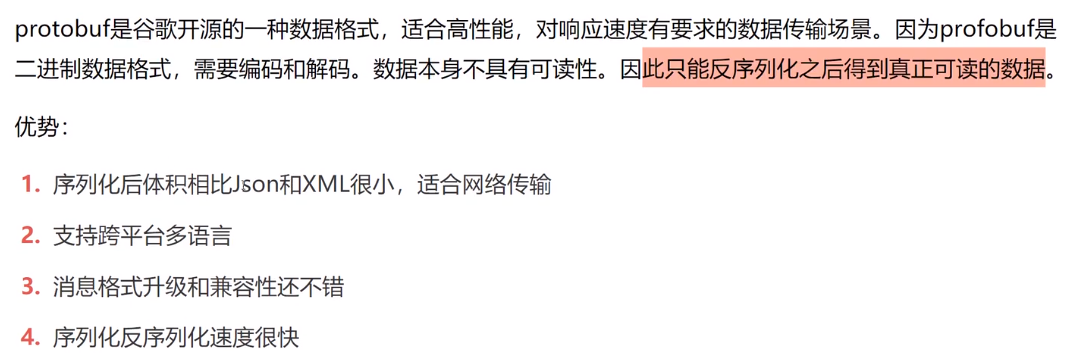 protobuf是谷歌开源的一种数据格式，适合高性能，对响应速度有要求的数据传输场景。因为profobuf是
二进制数据格式，需要编码和解码。数据本身不具有可读性。因此只能反序列化之后得到真正可读的数据。
优势：
1. 序列化后体积相比Json和XML很小，适合网络传输
2. 支持跨平台多语言
3. 消息格式升级和兼容性还不错
4. 序列化反序列化速度很快